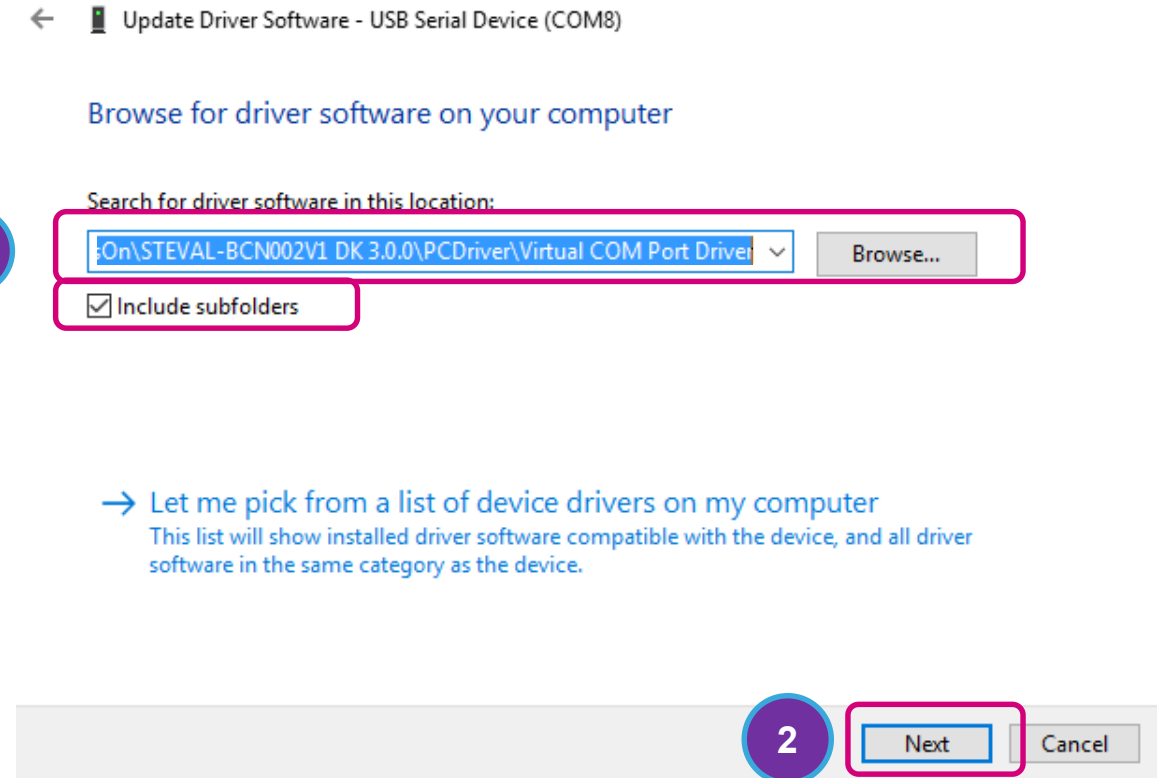 Update Driver Software - USB Serial Device (COM8)
Browse for driver software on your computer
Search for driver software in this location:
On\STEVAL-BCN002V1 DK 3.0.0\PCDriver\Virtual COM Port Driver
Browse...
Include subfolders
Let me pick from a list of device drivers on my computer
This list will show installed driver software compatible with the device, and all driver
software in the same category as the device.
2
Next
Cancel